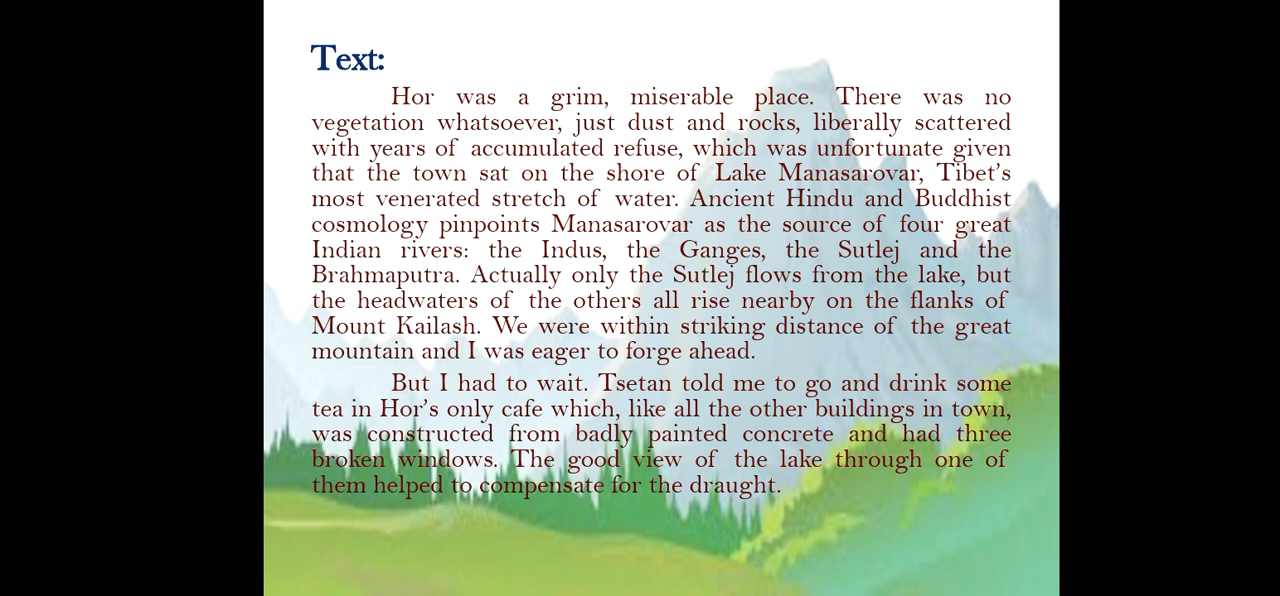 Text:
Hor was a grim, miserable place. There was no
vegetation whatsoever, just dust and rocks, liberally scattered
with years of accumulated refuse, which was unfortunate given
that the town sat on the shore of Lake Manasarovar, Tibet's
most venerated stretch of water. Ancient Hindu and Buddhist
cosmology pinpoints Manasarovar as the source of four great
Indian rivers: the Indus, the Ganges, the Sutlej and the
Brahmaputra. Actually only the Sutlej flows from the lake, but
the headwaters of the others all rise nearby on the flanks of
Mount Kailash. We were within striking distance of the great
mountain and I was eager to forge ahead.
But I had to wait. Tsetan told me to go and drink some
tea in Hor's only cafe which, like all the other buildings in town,
was constructed from badly painted concrete and had three
broken windows. The good view of the lake through one of
them helped to compensate for the draught.